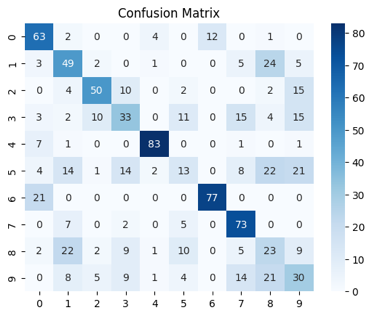 Confusion Matrix
0 63 2 0 0 4 0 12 0 1 0
1 3 49 2 0 1 0 0 5 24 5
2 0 4 50 10 0 2 0 0 2 15
3 3 2 10 33 0 11 0 15 4 15
4 7 1 0 0 83 0 0 1 0 1
5 4 14 1 14 2 13 0 8 22 21
6 21 0 0 0 0 0 77 0 0 0
7 0 7 0 2 0 5 0 73 0 0
8 2 22 2 9 1 10 0 5 23 9
9 0 8 5 9 1 4 0 14 21 30
0 1 2 3 4 5 6 7 8 9
80
70
60
50
40
30
20
10
0